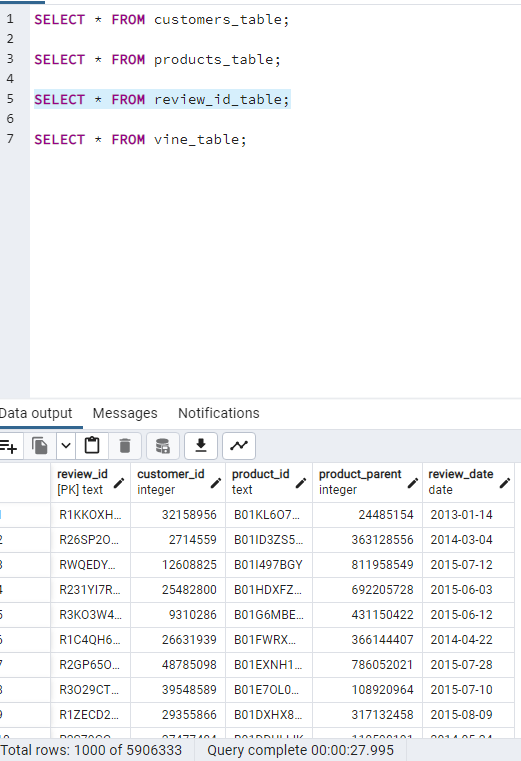 1 SELECT * FROM customers_table;
2
3 SELECT * FROM products_table;
4
5 SELECT * FROM review_id_table;
6
7 SELECT * FROM vine_table;
Data output Messages Notifications
review_id customer_id product_id product_parent review_date
[PK] text integer text integer date
1 R1KKOXH... 32158956 B01KL6O7... 24485154 2013-01-14
2 R26SP2O... 2714559 B01ID3ZS5... 363128556 2014-03-04
3 RWQEDY... 12608825 B01I497BGY 811958549 2015-07-12
4 R231YI7R... 25482800 B01HDXFZ... 692205728 2015-06-03
5 R3KO3W4... 9310286 B01G6MBE... 431150422 2015-06-12
6 R1C4QH6... 26631939 B01FWRX... 366144407 2014-04-22
7 R2GP65O... 48785098 B01EXNH1... 786052021 2015-07-28
8 R3O29CT... 39548589 B01E7OL0... 108920964 2015-07-10
9 R1ZECD2... 29355866 B01DXHX8... 317132458 2015-08-09
Total rows: 1000 of 5906333 Query complete 00:00:27.995